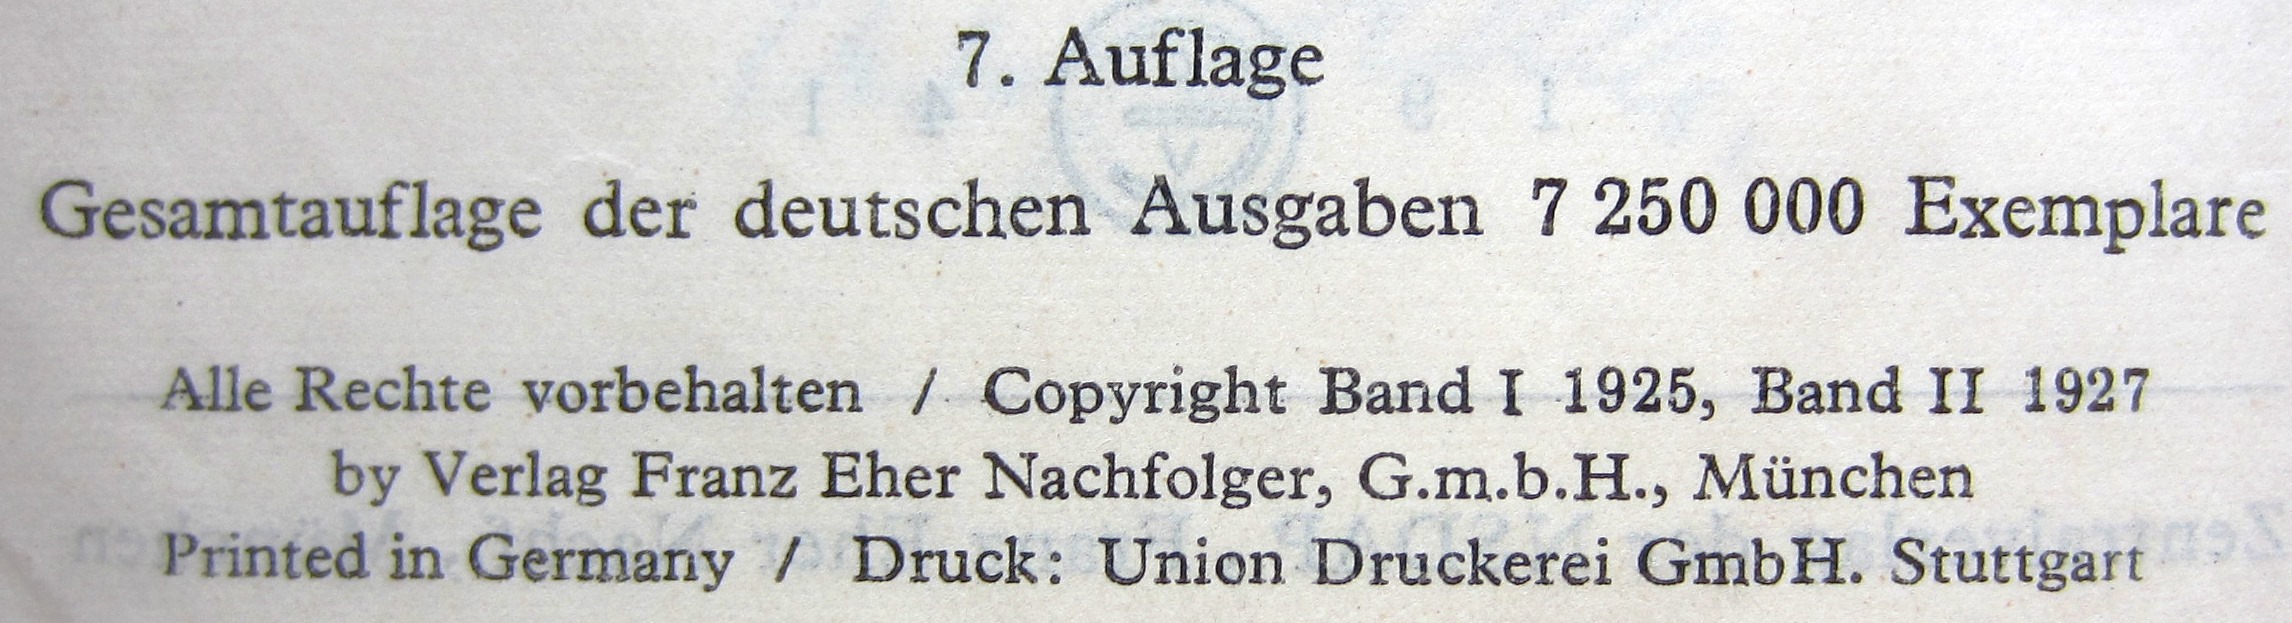 7. Auflage
Gesamtauflage der deutschen Ausgaben 7 250 000 Exemplare
Alle Rechte vorbehalten / Copyright Band I 1925, Band II 1927
by Verlag Franz Eher Nachfolger, G.m.b.H., München
Printed in Germany / Druck: Union Druckerei GmbH. Stuttgart